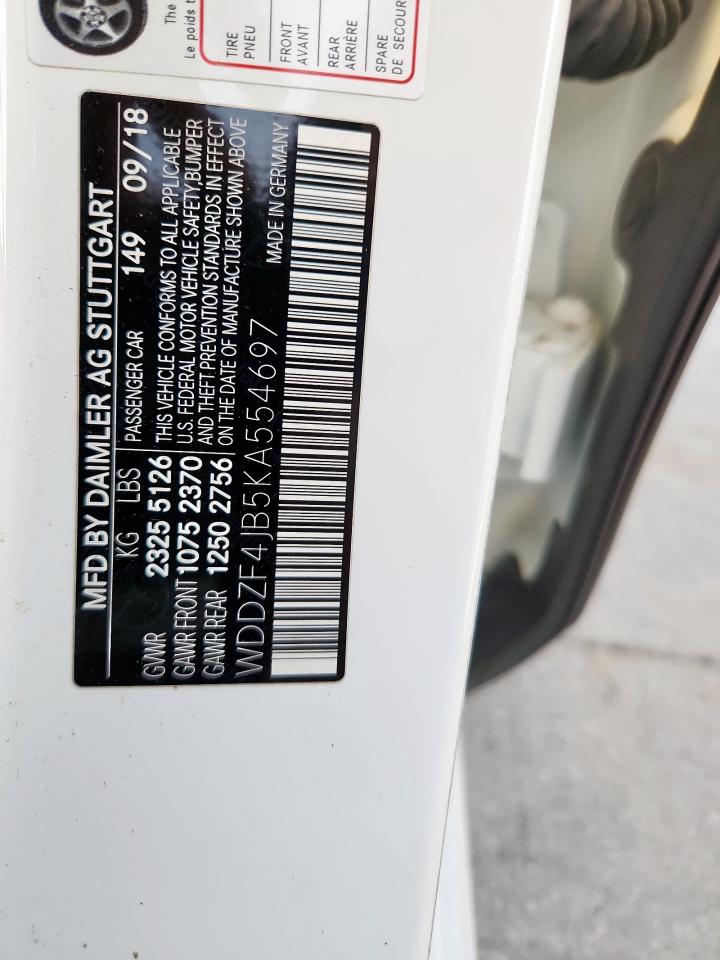 The
Le poids t
TIRE
PNEU
FRONT
AVANT
REAR
ARRIÈRE
SPARE
DE SECOUR
MFD BY DAIMLER AG STUTTGART
KG LBS PASSENGER CAR 149 09/18
GVWR 2325 5126 THIS VEHICLE CONFORMS TO ALL APPLICABLE
GAWR FRONT 1075 2370 U.S. FEDERAL MOTOR VEHICLE SAFETY,BUMPER
GAWR REAR 1250 2756 AND THEFT PREVENTION STANDARDS IN EFFECT
ON THE DATE OF MANUFACTURE SHOWN ABOVE
WDDZF4JB5KA554697
MADE IN GERMANY